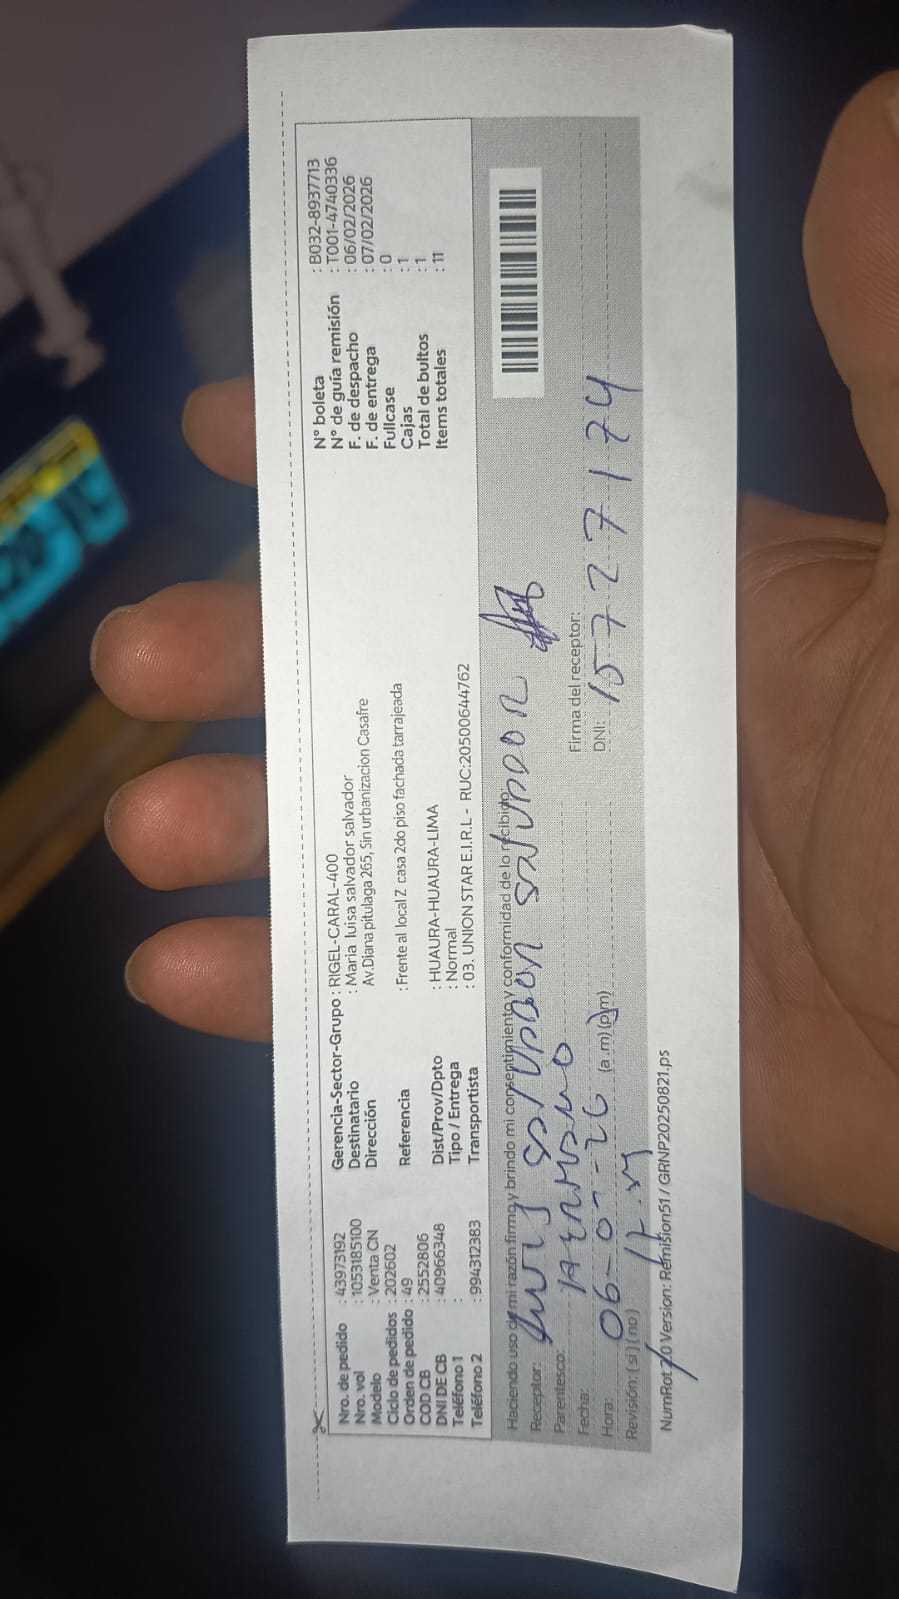 Nro. de pedido : 43973192
Nro. vol : 1053185100
Modelo : Venta CN
Ciclo de pedidos : 202602
Orden de pedido : 49
COD CB : 2552806
DNI DE CB : 40966348
Teléfono 1 :
Teléfono 2 : 994312383
Gerencia-Sector-Grupo : RIGEL-CARAL-400
Destinatario : Maria luisa salvador salvador
Dirección Av.Diana pitulaga 265, Sin urbanizacion Casafre
Referencia : Frente al local Z casa 2do piso fachada tarrajeada
Dist/Prov/Dpto : HUAURA-HUAURA-LIMA
Tipo / Entrega : Normal
Transportista : 03. UNION STAR E.I.R.L - RUC:20500644762
N° boleta : B032-8937713
N° de guía remisión : T001-4740336
F. de despacho : 06/02/2026
F. de entrega : 07/02/2026
Fullcase : 0
Cajas : 1
Total de bultos : 1
Items totales : 11
Haciendo uso de mi razón firmo y brindo mi consentimiento y conformidad de lo recibido
Receptor: Luis Salvador Salvador
Parentesco: Hermano
Fecha: 06-02-26
Hora: (a.m) (p.m)
Revisión: ( si ) ( no )
Firma del receptor:
DNI: 15727174
NumRot 2.0 Version: Remision51 / GRNP20250821.ps